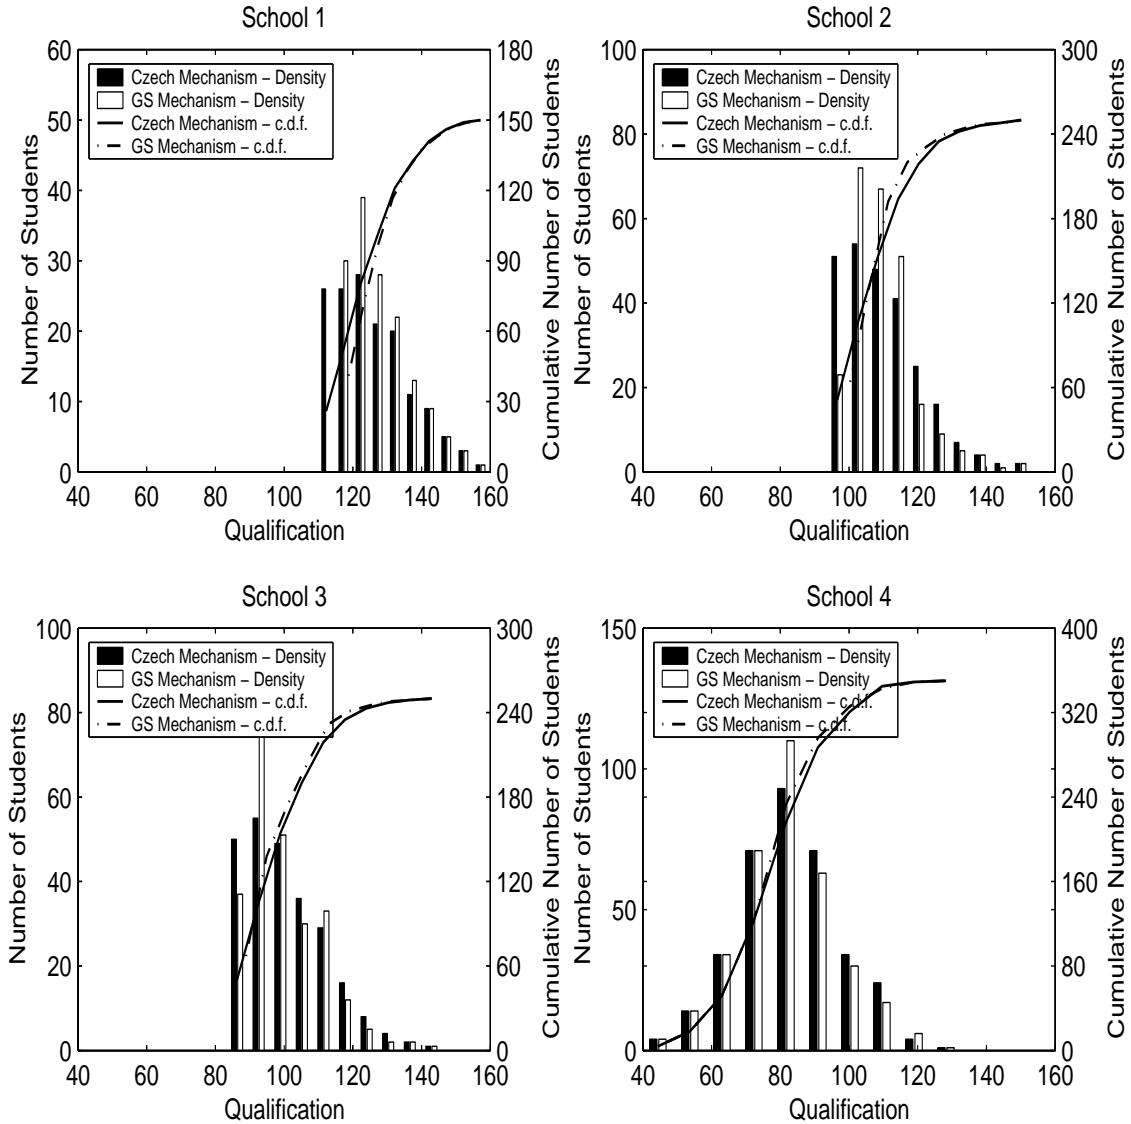 School 1
60
50
40
30
20
10
0
180
150
120
90
60
30
0
40 60 80 100 120 140 160
Number of Students
Cumulative Number of Students
Qualification
Czech Mechanism – Density
GS Mechanism – Density
Czech Mechanism – c.d.f.
GS Mechanism – c.d.f.
School 2
100
80
60
40
20
0
300
240
180
120
60
0
40 60 80 100 120 140 160
Number of Students
Cumulative Number of Students
Qualification
Czech Mechanism – Density
GS Mechanism – Density
Czech Mechanism – c.d.f.
GS Mechanism – c.d.f.
School 3
100
80
60
40
20
0
300
240
180
120
60
0
40 60 80 100 120 140 160
Number of Students
Cumulative Number of Students
Qualification
Czech Mechanism – Density
GS Mechanism – Density
Czech Mechanism – c.d.f.
GS Mechanism – c.d.f.
School 4
150
100
50
0
400
320
240
160
80
0
40 60 80 100 120 140 160
Number of Students
Cumulative Number of Students
Qualification
Czech Mechanism – Density
GS Mechanism – Density
Czech Mechanism – c.d.f.
GS Mechanism – c.d.f.